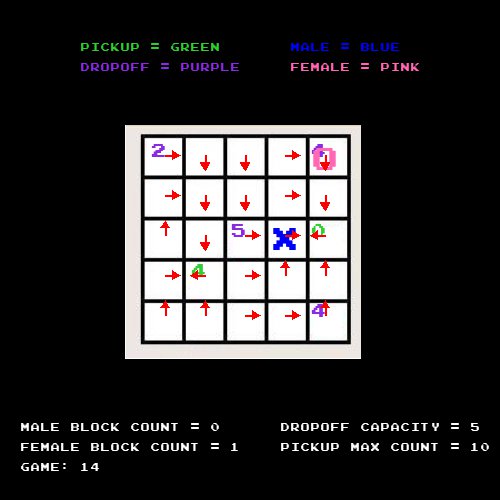 PICKUP = GREEN MALE = BLUE
DROPOFF = PURPLE FEMALE = PINK
2 O
5 X 0
4
4
MALE BLOCK COUNT = 0 DROPOFF CAPACITY = 5
FEMALE BLOCK COUNT = 1 PICKUP MAX COUNT = 10
GAME: 14